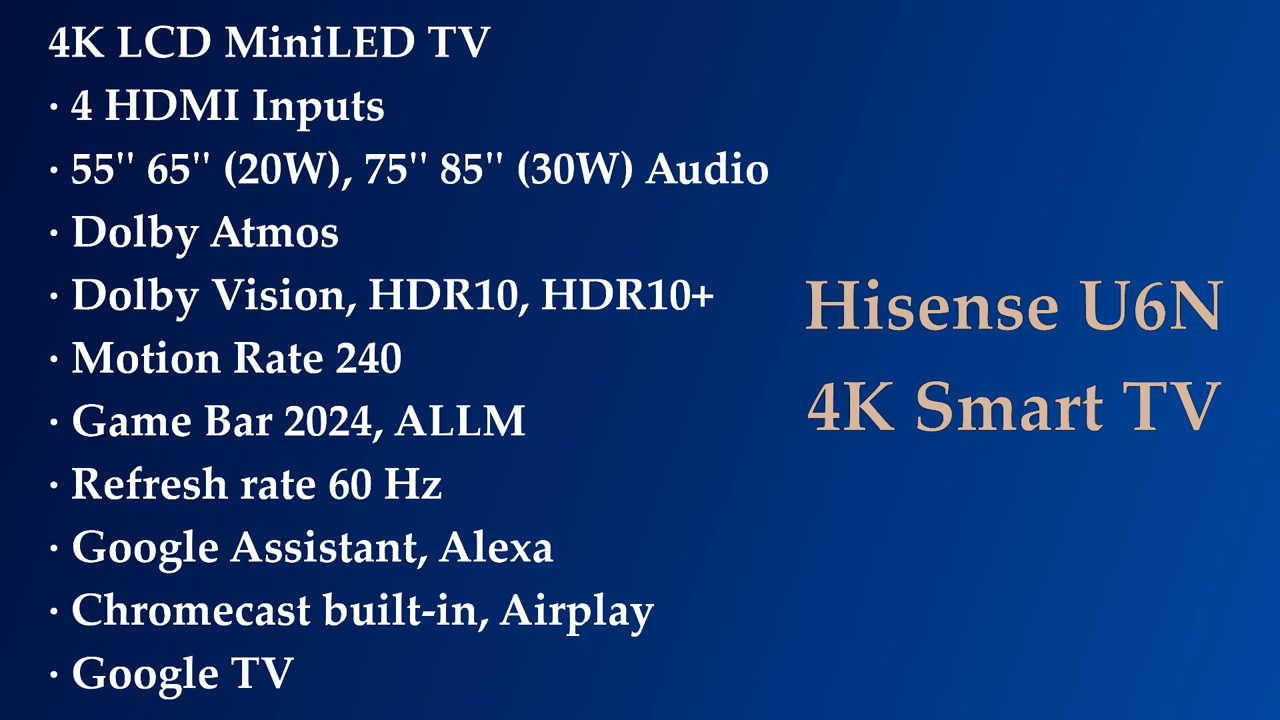 4K LCD MiniLED TV
· 4 HDMI Inputs
· 55'' 65'' (20W), 75'' 85'' (30W) Audio
· Dolby Atmos
· Dolby Vision, HDR10, HDR10+
· Motion Rate 240
· Game Bar 2024, ALLM
· Refresh rate 60 Hz
· Google Assistant, Alexa
· Chromecast built-in, Airplay
· Google TV
Hisense U6N
4K Smart TV